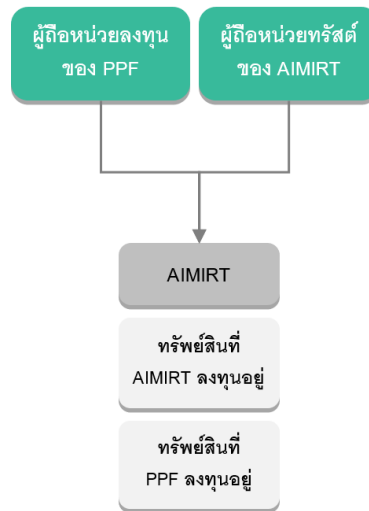 ผู้ถือหน่วยลงทุน
ของ PPF
ผู้ถือหน่วยทรัสต์
ของ AIMIRT
AIMIRT
ทรัพย์สินที่
AIMIRT ลงทุนอยู่
ทรัพย์สินที่
PPF ลงทุนอยู่